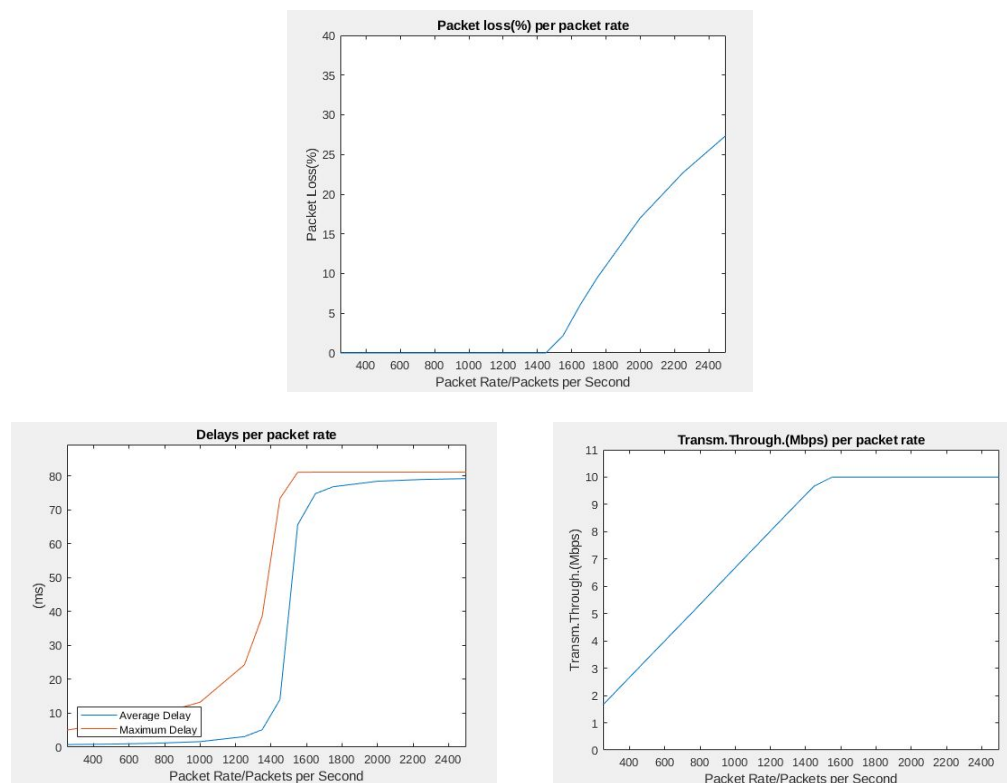 Packet loss(%) per packet rate
40
35
30
25
20
15
10
5
0
Packet Loss(%)
400 600 800 1000 1200 1400 1600 1800 2000 2200 2400
Packet Rate/Packets per Second
Delays per packet rate
80
70
60
50
40
30
20
10
0
(ms)
Average Delay
Maximum Delay
400 600 800 1000 1200 1400 1600 1800 2000 2200 2400
Packet Rate/Packets per Second
Transm.Through.(Mbps) per packet rate
11
10
9
8
7
6
5
4
3
2
1
0
Transm.Through.(Mbps)
400 600 800 1000 1200 1400 1600 1800 2000 2200 2400
Packet Rate/Packets per Second